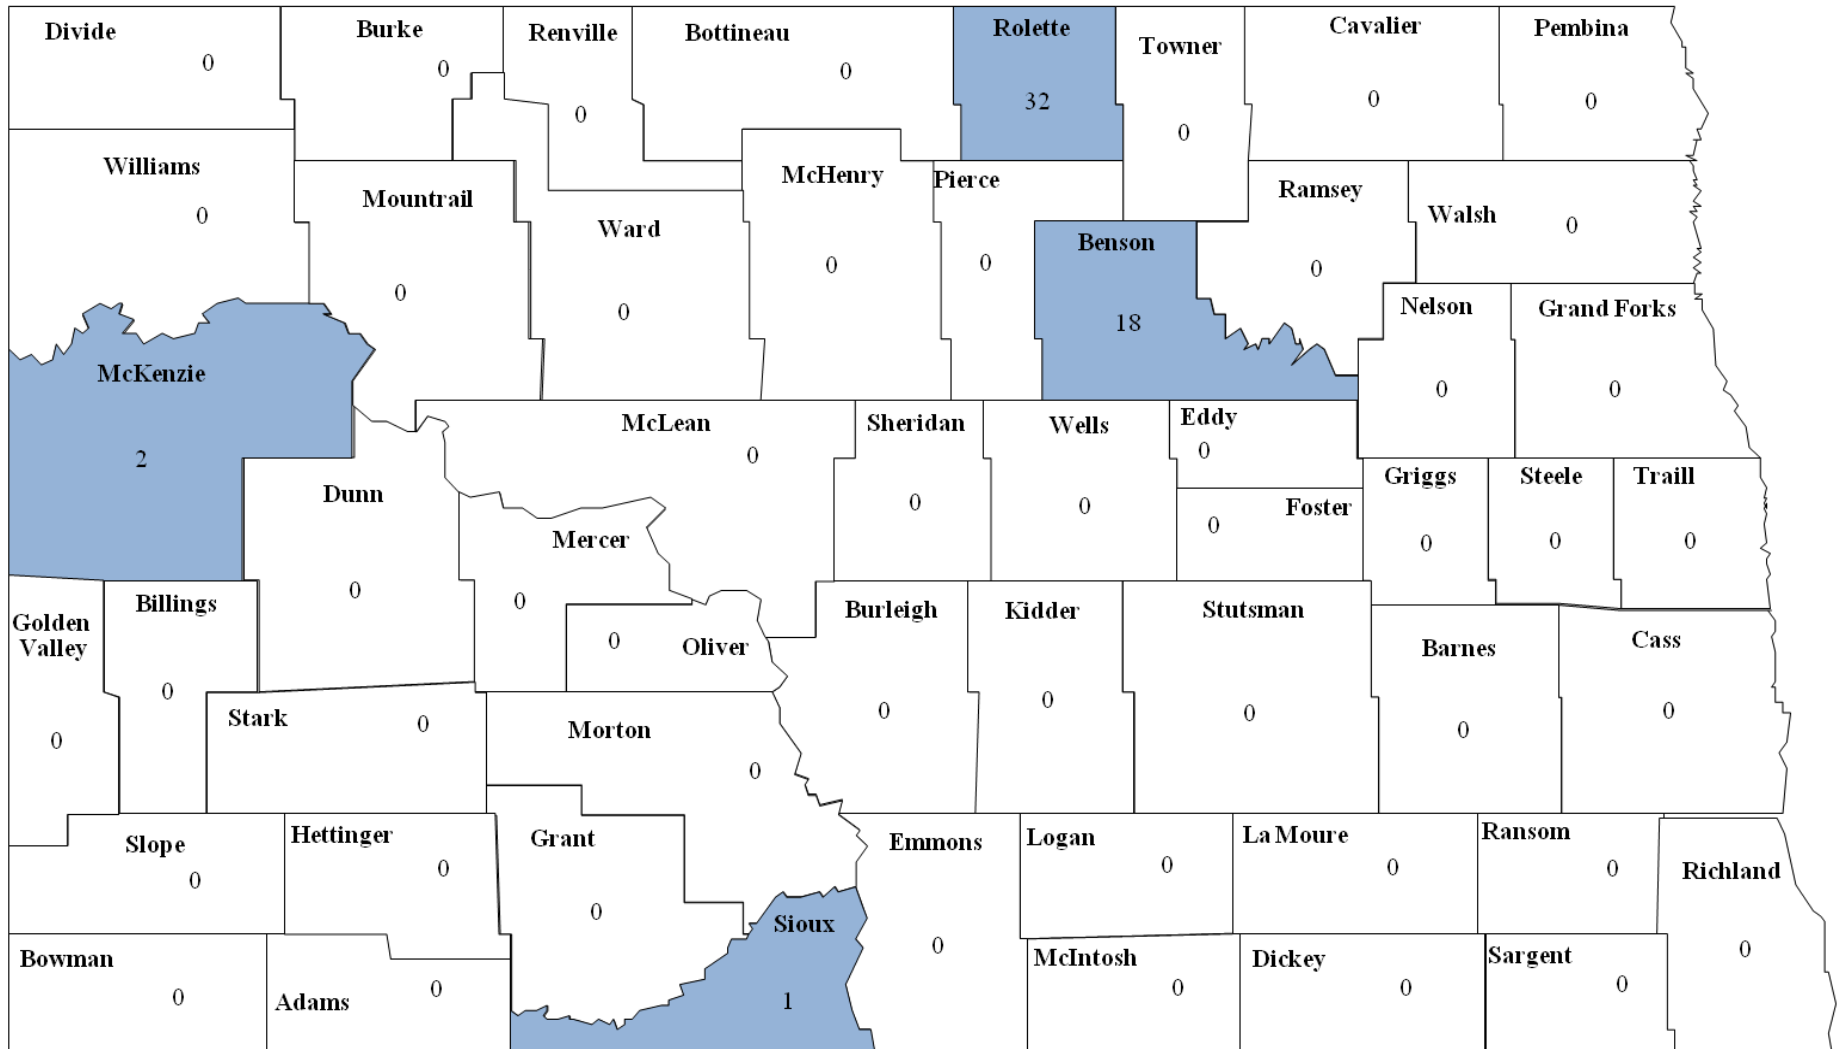 Divide
0
Burke
0
Renville
0
Bottineau
0
Rolette
32
Towner
0
Cavalier
0
Pembina
0
Williams
0
Mountrail
0
Ward
0
McHenry
0
Pierce
0
Benson
18
Ramsey
0
Walsh
0
Nelson
0
Grand Forks
0
McKenzie
2
Dunn
0
McLean
0
Mercer
0
Oliver
0
Sheridan
0
Wells
0
Eddy
0
Foster
0
Griggs
0
Steele
0
Traill
0
Golden
Valley
0
Billings
0
Stark
0
Morton
0
Burleigh
0
Kidder
0
Stutsman
0
Barnes
0
Cass
0
Slope
0
Hettinger
0
Grant
0
Sioux
1
Emmons
0
Logan
0
La Moure
0
Ransom
0
Richland
0
Bowman
0
Adams
0
McIntosh
0
Dickey
0
Sargent
0